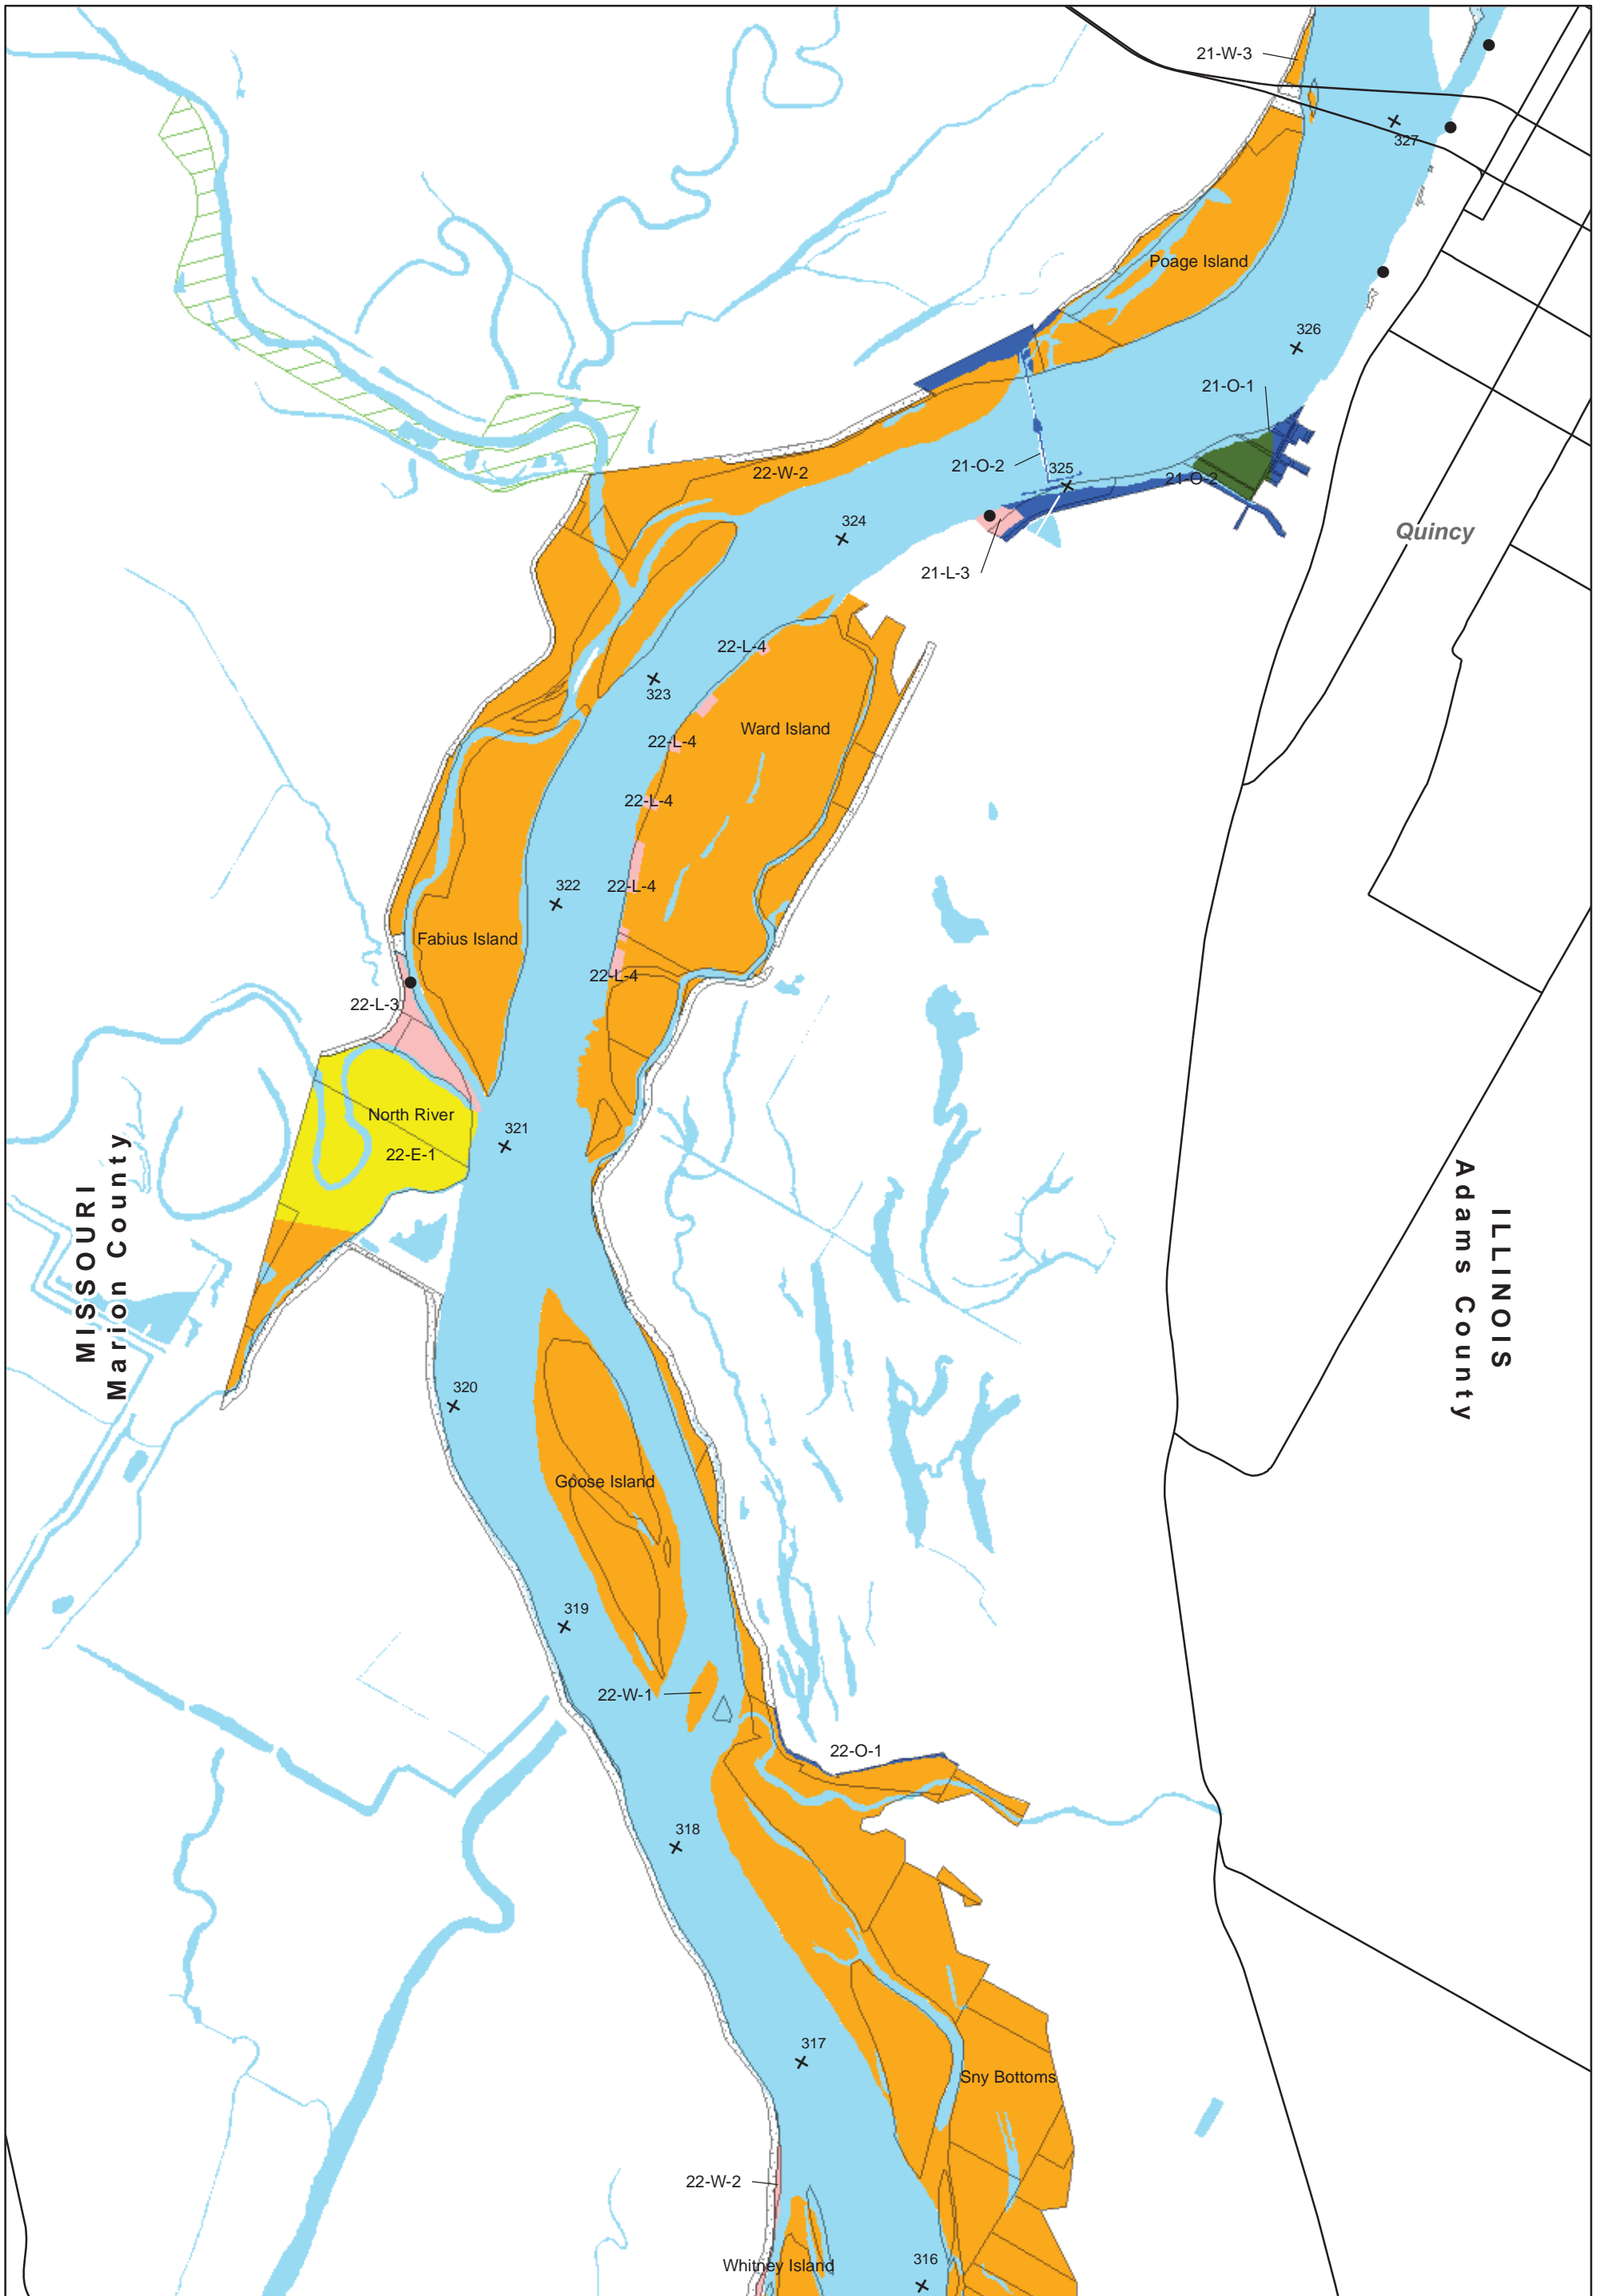 21-W-3
327
Poage Island
326
21-O-1
22-W-2
21-O-2
325
21-O-2
324
Quincy
21-L-3
22-L-4
323
Ward Island
22-L-4
22-L-4
322
22-L-4
Fabius Island
22-L-4
22-L-3
North River
321
22-E-1
MISSOURI
Marion County
ILLINOIS
Adams County
320
Goose Island
319
22-W-1
22-O-1
318
317
Sny Bottoms
22-W-2
316
Whitney Island